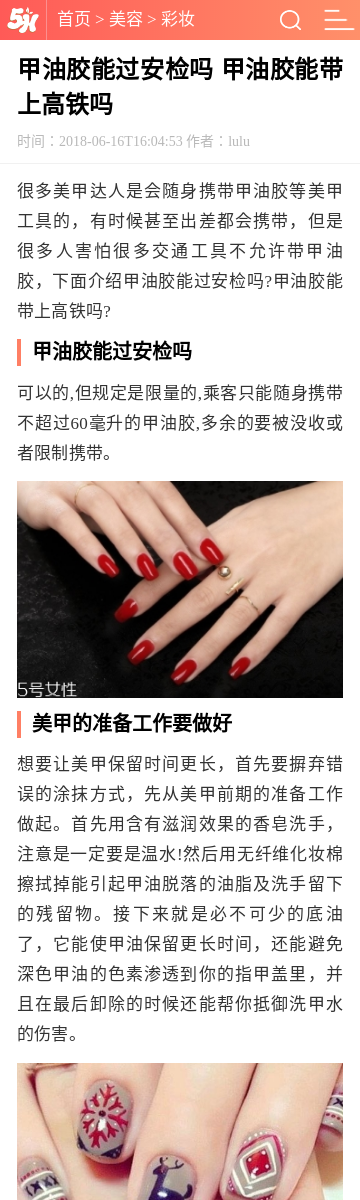 首页 > 美容 > 彩妆
甲油胶能过安检吗 甲油胶能带
上高铁吗
时间：2018-06-16T16:04:53 作者：lulu
很多美甲达人是会随身携带甲油胶等美甲
工具的，有时候甚至出差都会携带，但是
很多人害怕很多交通工具不允许带甲油
胶，下面介绍甲油胶能过安检吗?甲油胶能
带上高铁吗?
甲油胶能过安检吗
可以的,但规定是限量的,乘客只能随身携带
不超过60毫升的甲油胶,多余的要被没收或
者限制携带。
5号女性
美甲的准备工作要做好
想要让美甲保留时间更长，首先要摒弃错
误的涂抹方式，先从美甲前期的准备工作
做起。首先用含有滋润效果的香皂洗手，
注意是一定要是温水!然后用无纤维化妆棉
擦拭掉能引起甲油脱落的油脂及洗手留下
的残留物。接下来就是必不可少的底油
了，它能使甲油保留更长时间，还能避免
深色甲油的色素渗透到你的指甲盖里，并
且在最后卸除的时候还能帮你抵御洗甲水
的伤害。